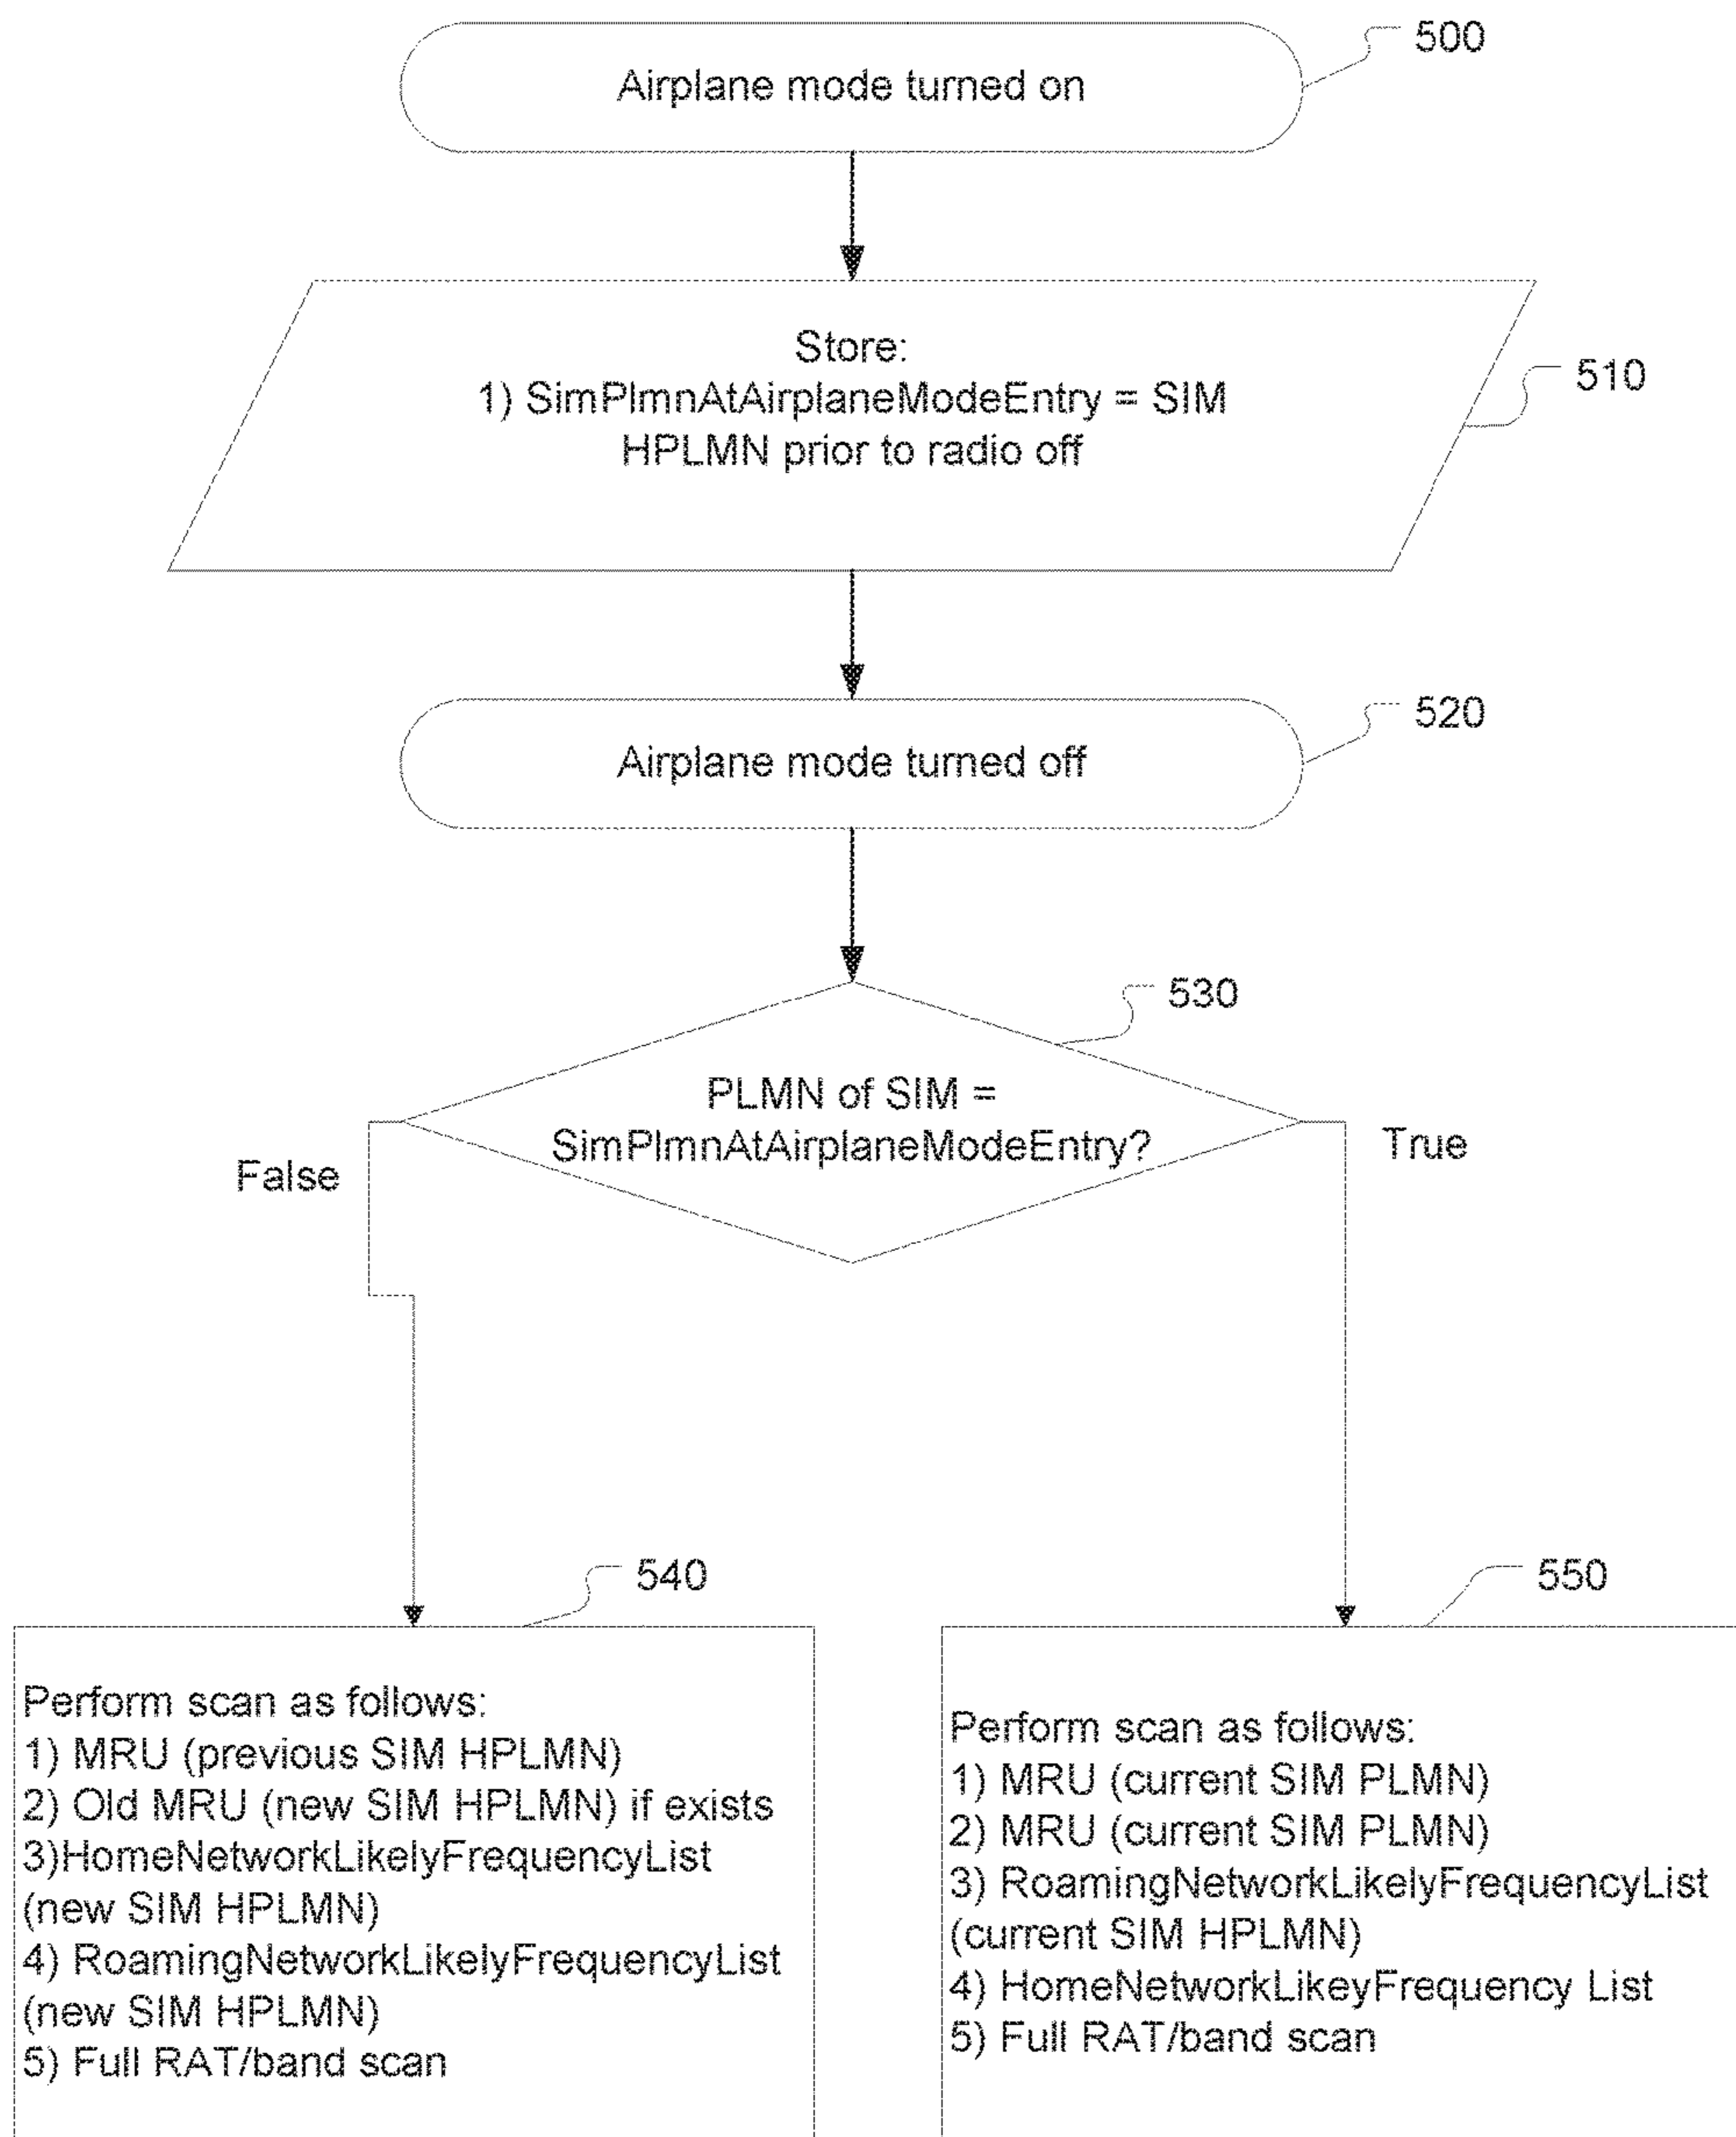 500
Airplane mode turned on
Store:
1) SimPlmnAtAirplaneModeEntry = SIM
HPLMN prior to radio off
510
520
Airplane mode turned off
530
PLMN of SIM =
SimPlmnAtAirplaneModeEntry?
False
True
540
Perform scan as follows:
1) MRU (previous SIM HPLMN)
2) Old MRU (new SIM HPLMN) if exists
3)HomeNetworkLikelyFrequencyList
(new SIM HPLMN)
4) RoamingNetworkLikelyFrequencyList
(new SIM HPLMN)
5) Full RAT/band scan
550
Perform scan as follows:
1) MRU (current SIM PLMN)
2) MRU (current SIM PLMN)
3) RoamingNetworkLikelyFrequencyList
(current SIM HPLMN)
4) HomeNetworkLikeyFrequency List
5) Full RAT/band scan